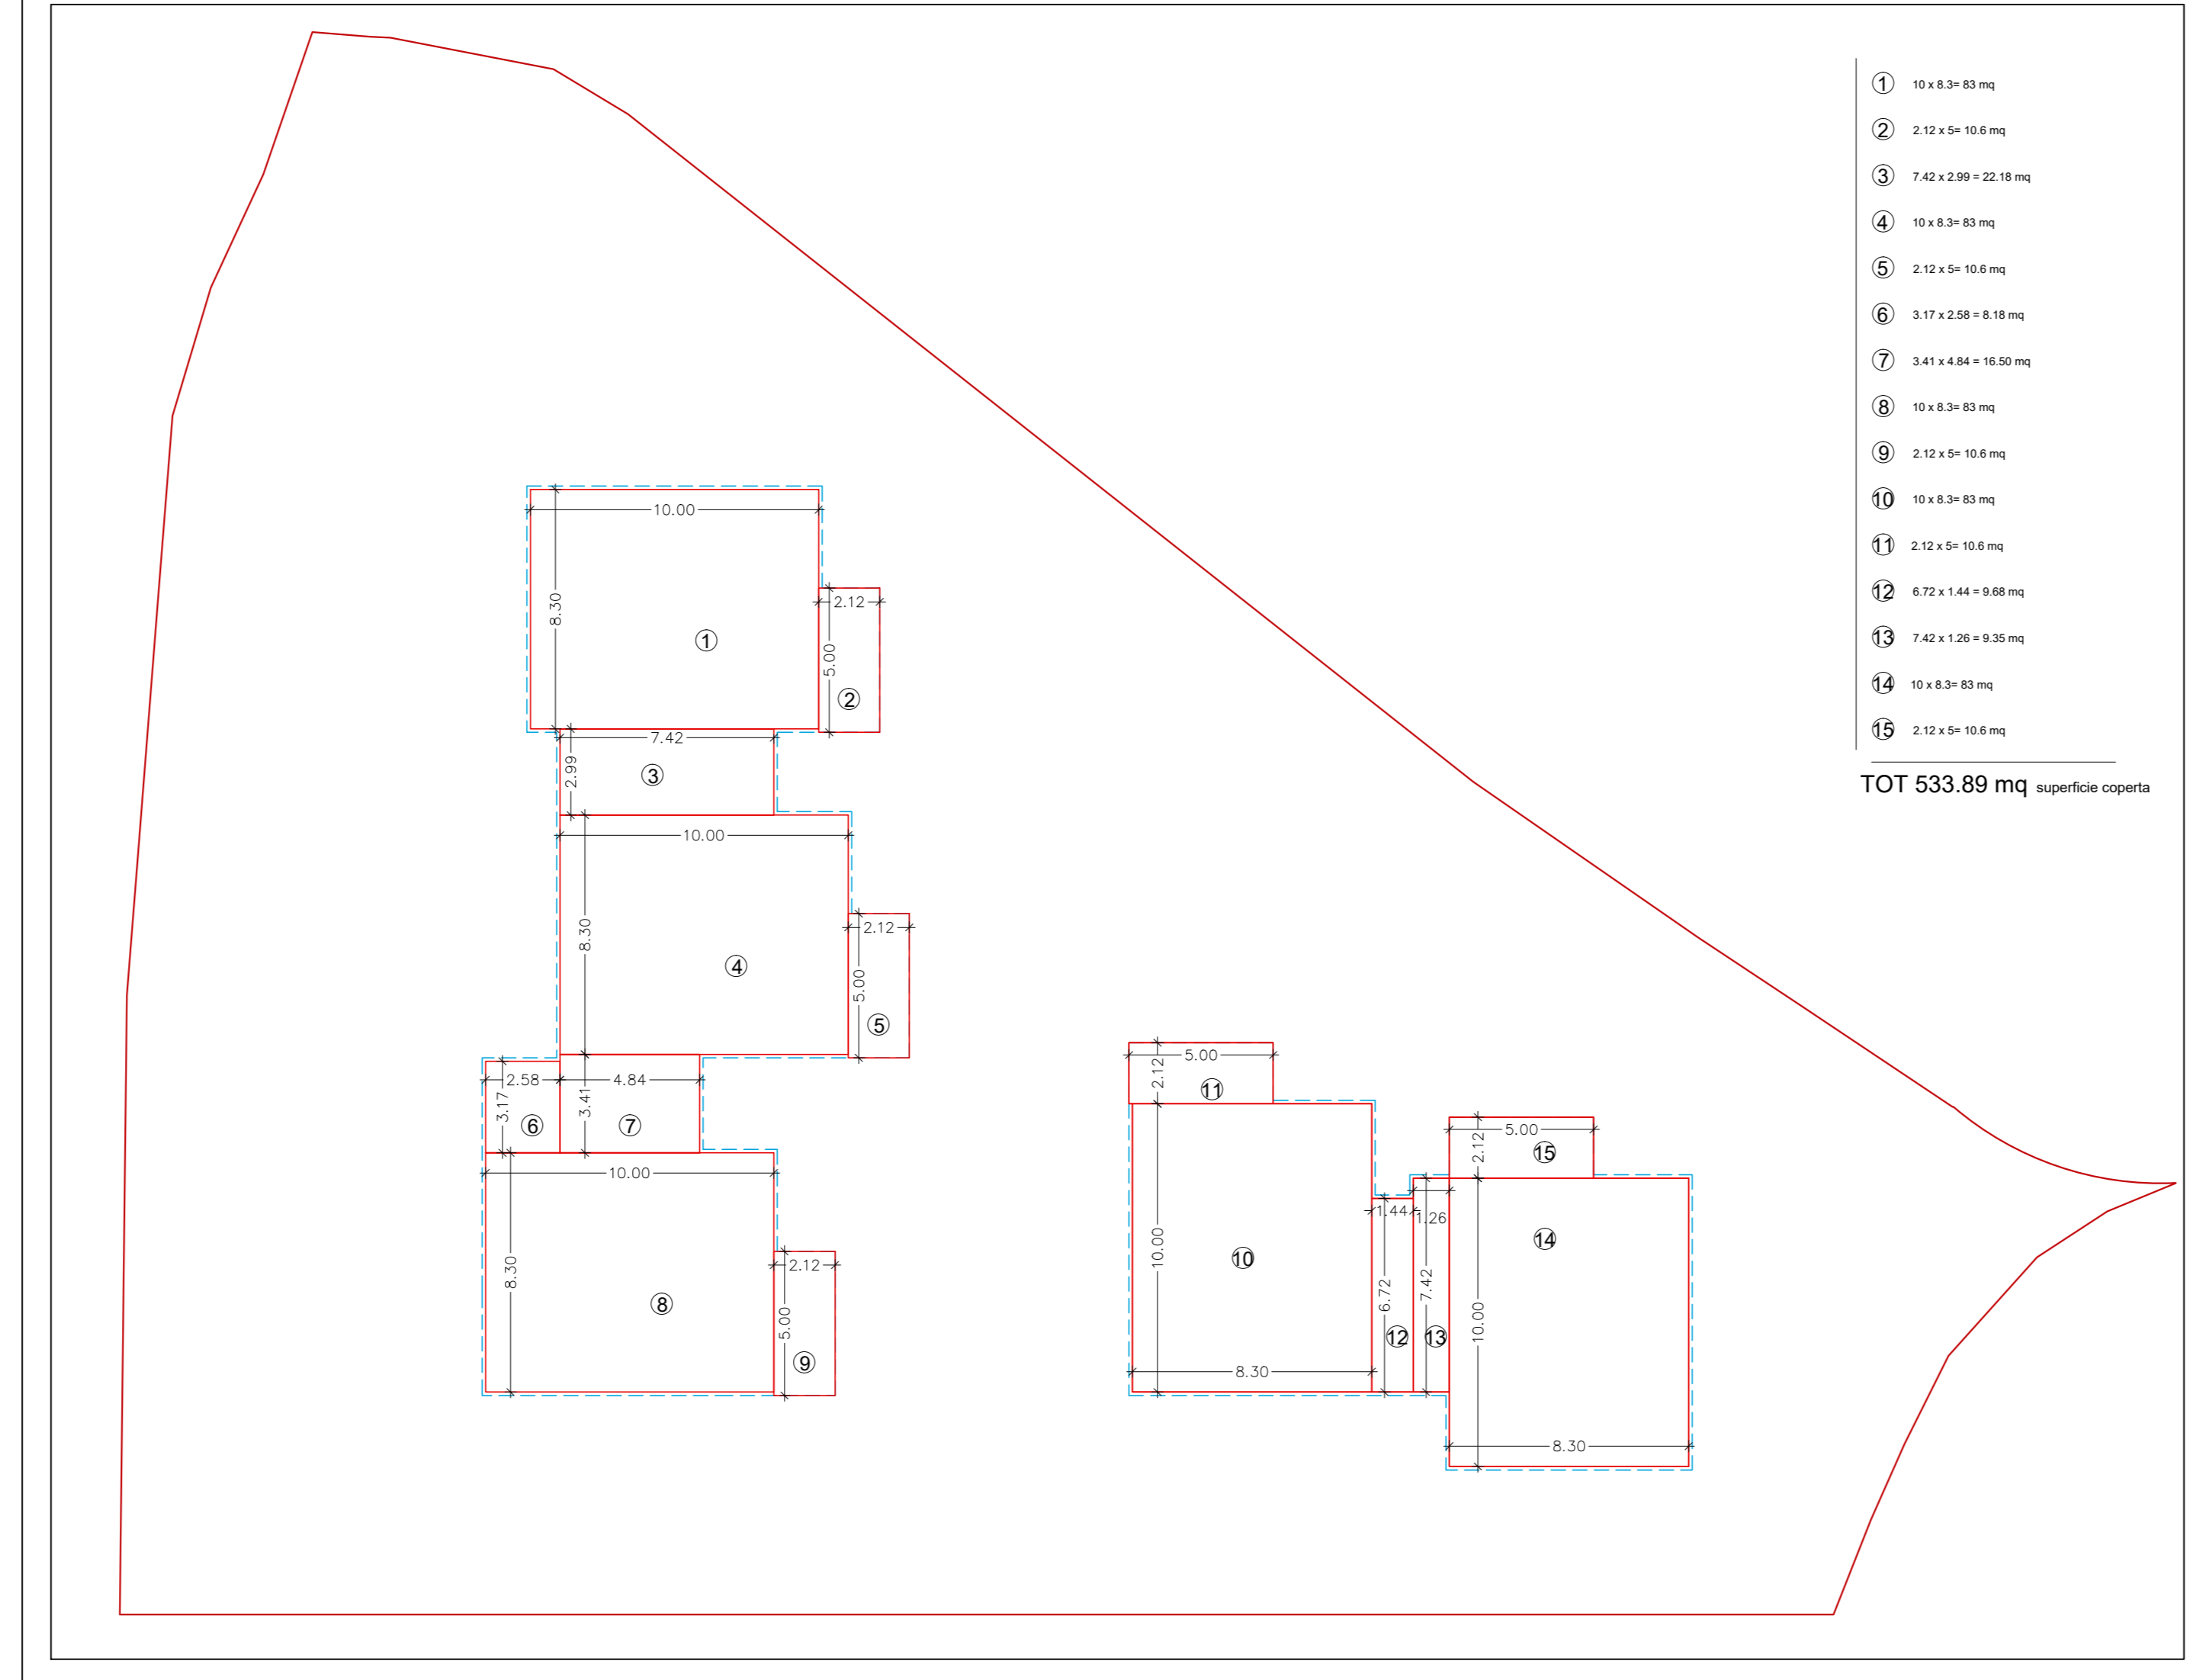 ① 10 x 8.3= 83 mq
② 2.12 x 5= 10.6 mq
③ 7.42 x 2.99 = 22.18 mq
④ 10 x 8.3= 83 mq
⑤ 2.12 x 5= 10.6 mq
⑥ 3.17 x 2.58 = 8.18 mq
⑦ 3.41 x 4.84 = 16.50 mq
⑧ 10 x 8.3= 83 mq
⑨ 2.12 x 5= 10.6 mq
⑩ 10 x 8.3= 83 mq
⑪ 2.12 x 5= 10.6 mq
⑫ 6.72 x 1.44 = 9.68 mq
⑬ 7.42 x 1.26 = 9.35 mq
⑭ 10 x 8.3= 83 mq
⑮ 2.12 x 5= 10.6 mq
TOT 533.89 mq superficie coperta
10.00
8.30
①
2.12
5.00
②
7.42
2.99
③
10.00
8.30
④
2.12
5.00
⑤
2.58
3.17
⑥
4.84
3.41
⑦
10.00
8.30
⑧
2.12
5.00
⑨
5.00
2.12
⑪
10.00
⑩
8.30
1.44
6.72
⑫
1.26
7.42
⑬
5.00
2.12
⑮
⑭
10.00
8.30